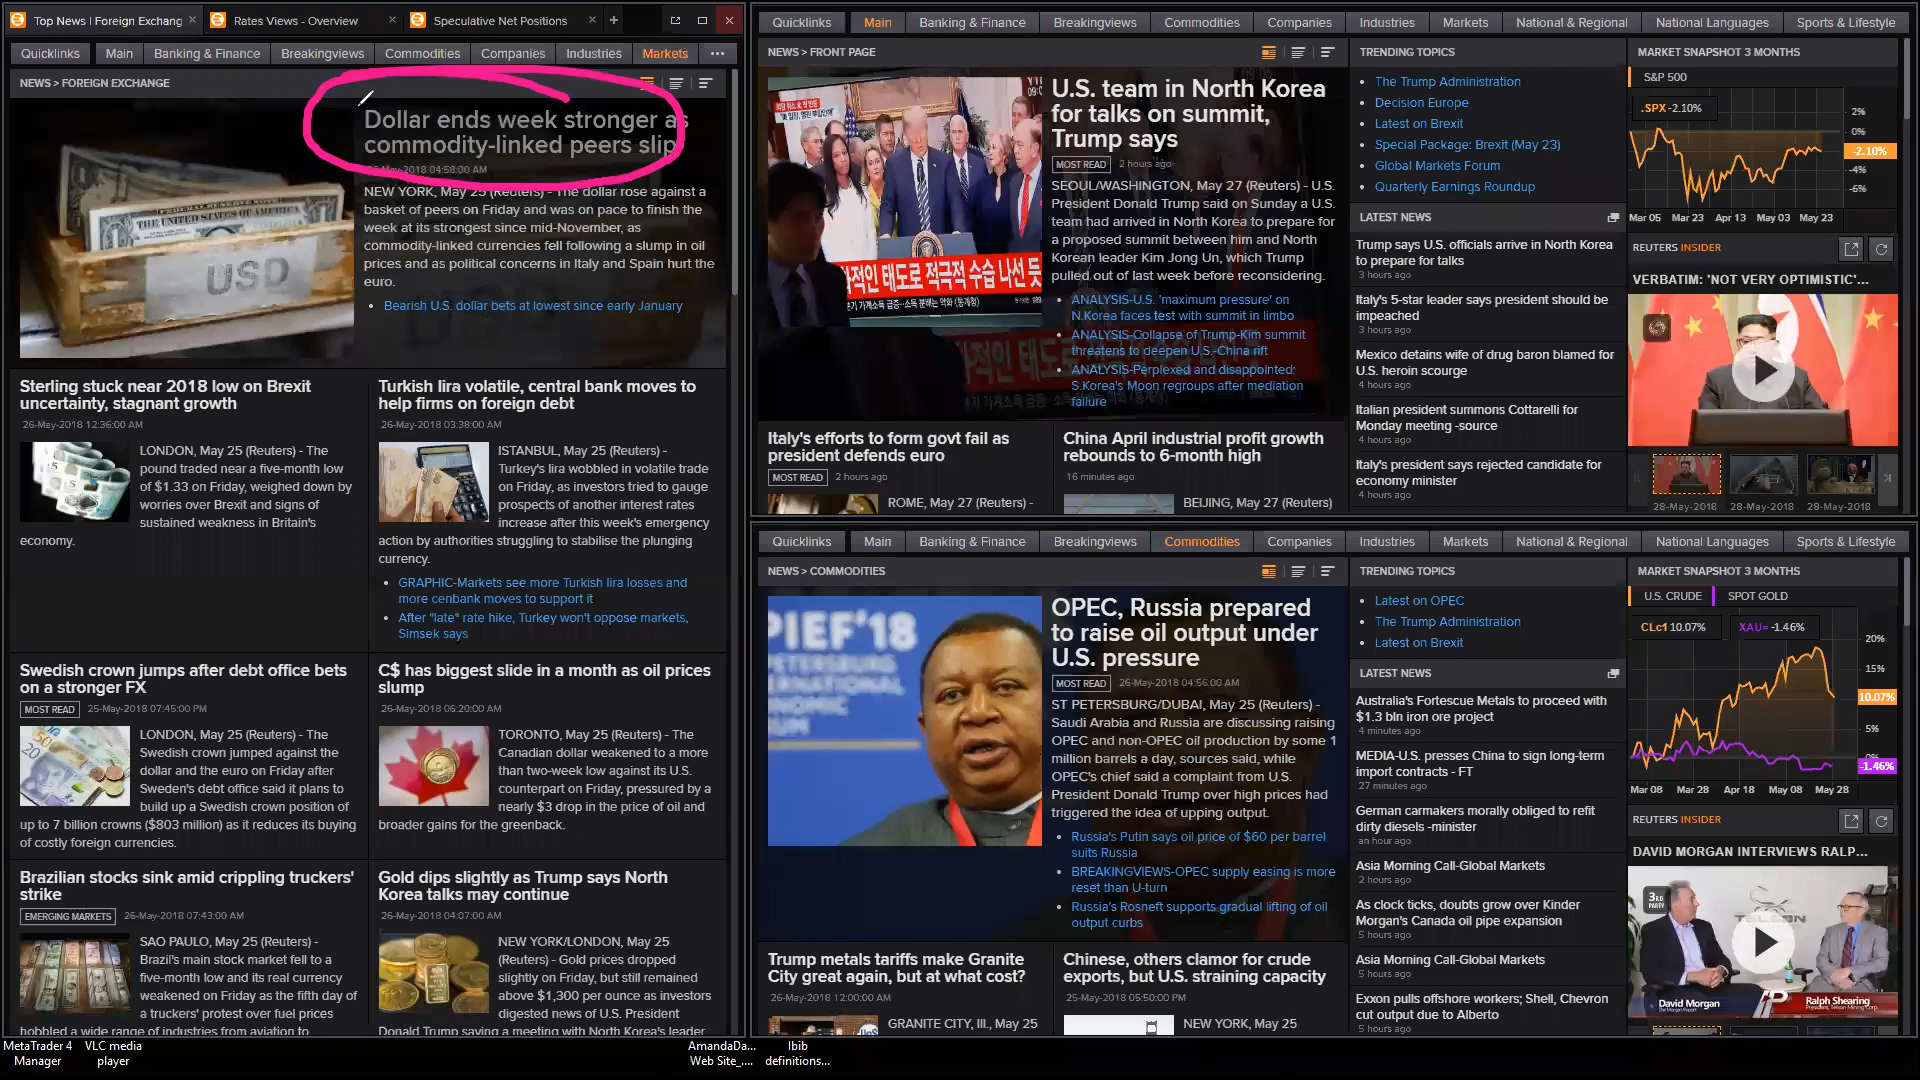 Top News | Foreign Exchang
Rates Views - Overview
Speculative Net Positions
Quicklinks
Main
Banking & Finance
Breakingviews
Commodities
Companies
Industries
Markets
NEWS > FOREIGN EXCHANGE
Dollar ends week stronger as
commodity-linked peers slip
-May-2018 04:58:00 AM
NEW YORK, May 25 (Reuters) - The dollar rose against a
basket of peers on Friday and was on pace to finish the
week at its strongest since mid-November, as
commodity-linked currencies fell following a slump in oil
prices and as political concerns in Italy and Spain hurt the
euro.
Bearish U.S. dollar bets at lowest since early January
THE UNITED STATES OF AMERICA
USD
Sterling stuck near 2018 low on Brexit
uncertainty, stagnant growth
26-May-2018 12:36:00 AM
LONDON, May 25 (Reuters) - The
pound traded near a five-month low
of $1.33 on Friday, weighed down by
worries over Brexit and signs of
sustained weakness in Britain's
economy.
Turkish lira volatile, central bank moves to
help firms on foreign debt
26-May-2018 03:38:00 AM
ISTANBUL, May 25 (Reuters) -
Turkey's lira wobbled in volatile trade
on Friday, as investors tried to gauge
prospects of another interest rates
increase after this week's emergency
action by authorities struggling to stabilise the plunging
currency.
GRAPHIC-Markets see more Turkish lira losses and
more cenbank moves to support it
After "late" rate hike, Turkey won't oppose markets,
Simsek says
Swedish crown jumps after debt office bets
on a stronger FX
MOST READ 25-May-2018 07:45:00 PM
LONDON, May 25 (Reuters) - The
Swedish crown jumped against the
dollar and the euro on Friday after
Sweden's debt office said it plans to
build up a Swedish crown position of
up to 7 billion crowns ($803 million) as it reduces its buying
of costly foreign currencies.
C$ has biggest slide in a month as oil prices
slump
26-May-2018 06:20:00 AM
TORONTO, May 25 (Reuters) - The
Canadian dollar weakened to a more
than two-week low against its U.S.
counterpart on Friday, pressured by a
nearly $3 drop in the price of oil and
broader gains for the greenback.
Brazilian stocks sink amid crippling truckers'
strike
EMERGING MARKETS 26-May-2018 07:43:00 AM
SAO PAULO, May 25 (Reuters) -
Brazil's main stock market fell to a
five-month low and its real currency
weakened on Friday as the fifth day of
a truckers' protest over fuel prices
hobbled a wide range of industries from aviation to
Gold dips slightly as Trump says North
Korea talks may continue
26-May-2018 04:07:00 AM
NEW YORK/LONDON, May 25
(Reuters) - Gold prices dropped
slightly on Friday, but still remained
above $1,300 per ounce as investors
digested news of U.S. President
Donald Trump saying a meeting with North Korea's leader
Quicklinks
Main
Banking & Finance
Breakingviews
Commodities
Companies
Industries
Markets
National & Regional
National Languages
Sports & Lifestyle
NEWS > FRONT PAGE
U.S. team in North Korea
for talks on summit,
Trump says
MOST READ 2 hours ago
SEOUL/WASHINGTON, May 27 (Reuters) - U.S.
President Donald Trump said on Sunday a U.S.
team had arrived in North Korea to prepare for
a proposed summit between him and North
Korean leader Kim Jong Un, which Trump
pulled out of last week before reconsidering.
ANALYSIS-U.S. 'maximum pressure' on
N.Korea faces test with summit in limbo
ANALYSIS-Collapse of Trump-Kim summit
threatens to deepen U.S.-China rift
ANALYSIS-Perplexed and disappointed:
S.Korea's Moon regroups after mediation
failure
Italy's efforts to form govt fail as
president defends euro
MOST READ 2 hours ago
ROME, May 27 (Reuters) -
China April industrial profit growth
rebounds to 6-month high
16 minutes ago
BEIJING, May 27 (Reuters)
TRENDING TOPICS
The Trump Administration
Decision Europe
Latest on Brexit
Special Package: Brexit (May 23)
Global Markets Forum
Quarterly Earnings Roundup
LATEST NEWS
Trump says U.S. officials arrive in North Korea
to prepare for talks
3 hours ago
Italy's 5-star leader says president should be
impeached
3 hours ago
Mexico detains wife of drug baron blamed for
U.S. heroin scourge
4 hours ago
Italian president summons Cottarelli for
Monday meeting -source
4 hours ago
Italy's president says rejected candidate for
economy minister
4 hours ago
MARKET SNAPSHOT 3 MONTHS
S&P 500
.SPX -2.10%
2%
0%
-2.10%
-4%
-6%
Mar 05 Mar 23 Apr 13 May 03 May 23
REUTERS INSIDER
VERBATIM: 'NOT VERY OPTIMISTIC'...
28-May-2018 28-May-2018 28-May-2018
Quicklinks
Main
Banking & Finance
Breakingviews
Commodities
Companies
Industries
Markets
National & Regional
National Languages
Sports & Lifestyle
NEWS > COMMODITIES
PIEF'18
OPEC, Russia prepared
to raise oil output under
U.S. pressure
MOST READ 26-May-2018 04:56:00 AM
ST PETERSBURG/DUBAI, May 25 (Reuters) -
Saudi Arabia and Russia are discussing raising
OPEC and non-OPEC oil production by some 1
million barrels a day, sources said, while
OPEC's chief said a complaint from U.S.
President Donald Trump over high prices had
triggered the idea of upping output.
Russia's Putin says oil price of $60 per barrel
suits Russia
BREAKINGVIEWS-OPEC supply easing is more
reset than U-turn
Russia's Rosneft supports gradual lifting of oil
output curbs
Trump metals tariffs make Granite
City great again, but at what cost?
26-May-2018 12:00:00 AM
GRANITE CITY, Ill., May 25
Chinese, others clamor for crude
exports, but U.S. straining capacity
25-May-2018 05:50:00 PM
NEW YORK, May 25
TRENDING TOPICS
Latest on OPEC
The Trump Administration
Latest on Brexit
LATEST NEWS
Australia's Fortescue Metals to proceed with
$1.3 bln iron ore project
4 minutes ago
MEDIA-U.S. presses China to sign long-term
import contracts - FT
27 minutes ago
German carmakers morally obliged to refit
dirty diesels -minister
an hour ago
Asia Morning Call-Global Markets
2 hours ago
As clock ticks, doubts grow over Kinder
Morgan's Canada oil pipe expansion
5 hours ago
Asia Morning Call-Global Markets
5 hours ago
Exxon pulls offshore workers; Shell, Chevron
cut output due to Alberto
5 hours ago
MARKET SNAPSHOT 3 MONTHS
U.S. CRUDE SPOT GOLD
CLc1 10.07% XAU= -1.46%
20%
15%
10.07%
5%
0%
-1.46%
Mar 08 Mar 28 Apr 18 May 08 May 28
REUTERS INSIDER
DAVID MORGAN INTERVIEWS RALP...
3RD PARTY
David Morgan
Ralph Shearing
MetaTrader 4
Manager
VLC media
player
AmandaDa...
Web Site_....
Ibib
definitions...